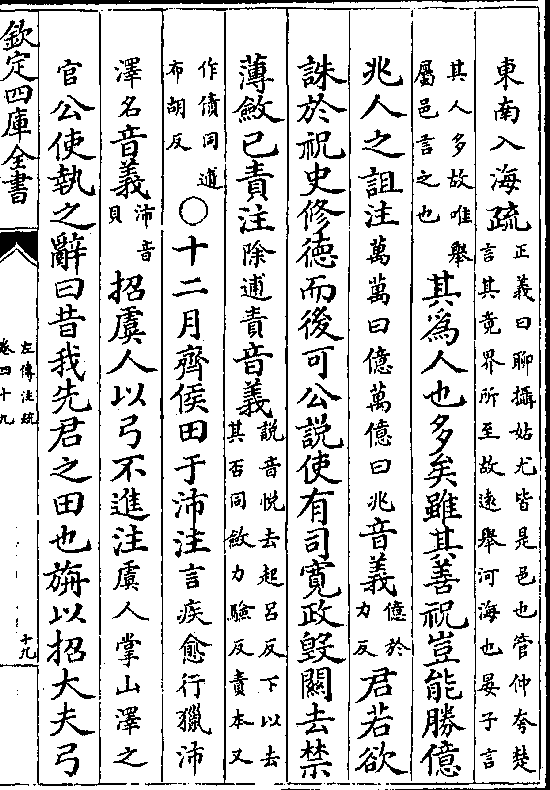 東南入海疏正義曰聊攝姑尤皆是邑也管仲夸楚言其竟界所至故遠舉河海也晏子言
其人多故唯舉屬邑言之也其為人也多矣雖其善祝豈能勝億
兆人之詛注萬萬曰億萬億曰兆音義億於力反君若欲
誅於祝史修德而後可公説使有司寬政毀關去禁
薄斂已責注除逋責音義説音悅去起呂反下以去其否同斂力驗反責本又
作債同逋布胡反○十二月齊侯田于沛注言疾愈行獵沛
澤名音義沛音貝招虞人以弓不進注虞人掌山澤之
官公使執之辭曰昔我先君之田也旃以招大夫弓
欽定四庫全書
左傳注疏
卷四十九
十九